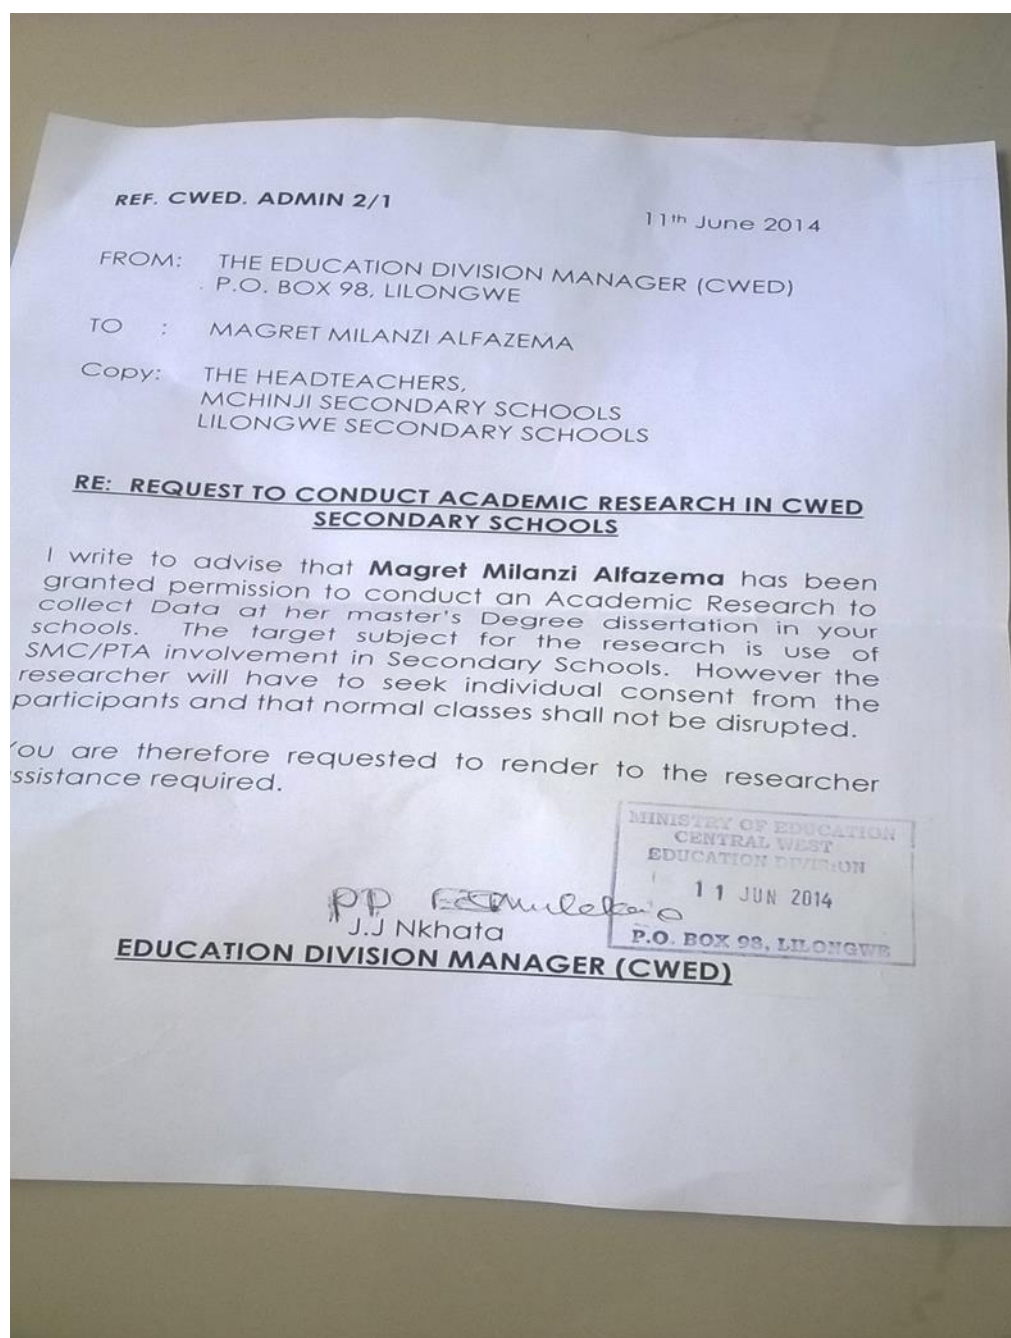 REF. CWED. ADMIN 2/1
11th June 2014
FROM: THE EDUCATION DIVISION MANAGER (CWED)
P.O. BOX 98, LILONGWE
TO : MAGRET MILANZI ALFAZEMA
Copy: THE HEADTEACHERS,
MCHINJI SECONDARY SCHOOLS
LILONGWE SECONDARY SCHOOLS
RE: REQUEST TO CONDUCT ACADEMIC RESEARCH IN CWED
SECONDARY SCHOOLS
I write to advise that Magret Milanzi Alfazema has been
granted permission to conduct an Academic Research to
collect Data at her master's Degree dissertation in your
schools. The target subject for the research is use of
SMC/PTA involvement in Secondary Schools. However the
researcher will have to seek individual consent from the
participants and that normal classes shall not be disrupted.
You are therefore requested to render to the researcher
ssistance required.
MINISTRY OF EDUCATION
CENTRAL WEST
EDUCATION DIVISION
11 JUN 2014
P.O. BOX 98, LILONGWE
PP
J.J Nkhata
EDUCATION DIVISION MANAGER (CWED)